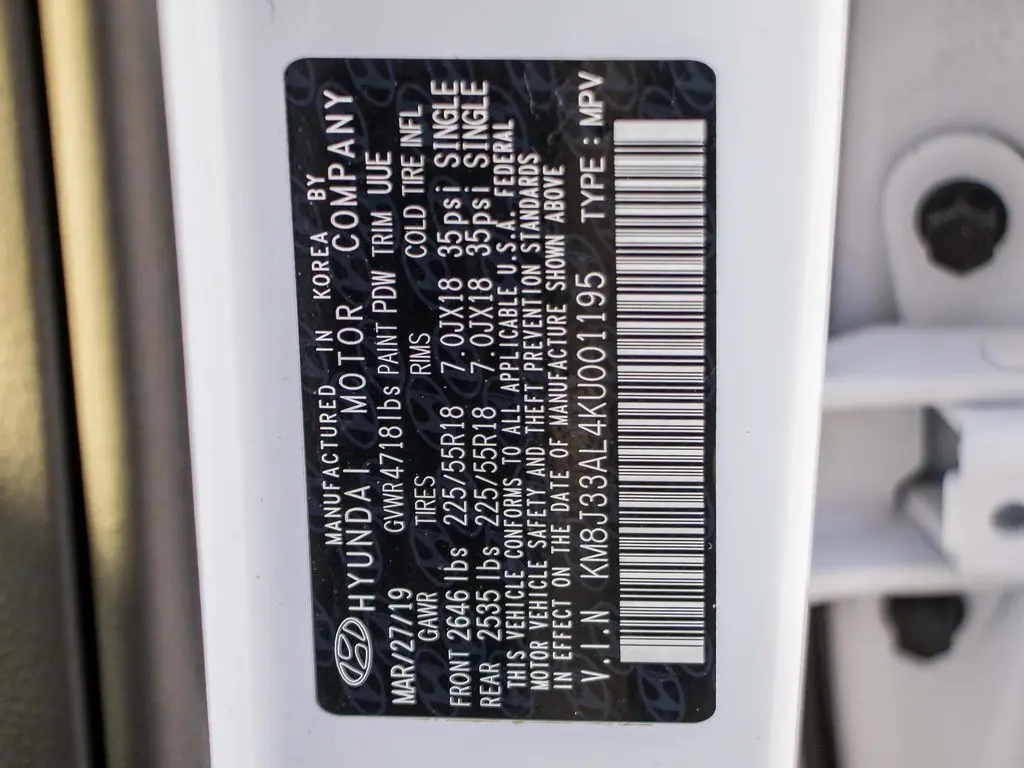 MANUFACTURED IN KOREA BY
HYUNDAI MOTOR COMPANY
MAR/27/19 GVWR 4718lbs PAINT PDW TRIM UUE
GAWR TIRES RIMS COLD TIRE INFL
FRONT 2646 lbs 225/55R18 7.0JX18 35psi SINGLE
REAR 2535 lbs 225/55R18 7.0JX18 35psi SINGLE
THIS VEHICLE CONFORMS TO ALL APPLICABLE U.S.A. FEDERAL
MOTOR VEHICLE SAFETY AND THEFT PREVENTION STANDARDS
IN EFFECT ON THE DATE OF MANUFACTURE SHOWN ABOVE
V.I.N KM8J33AL4KU001195 TYPE : MPV